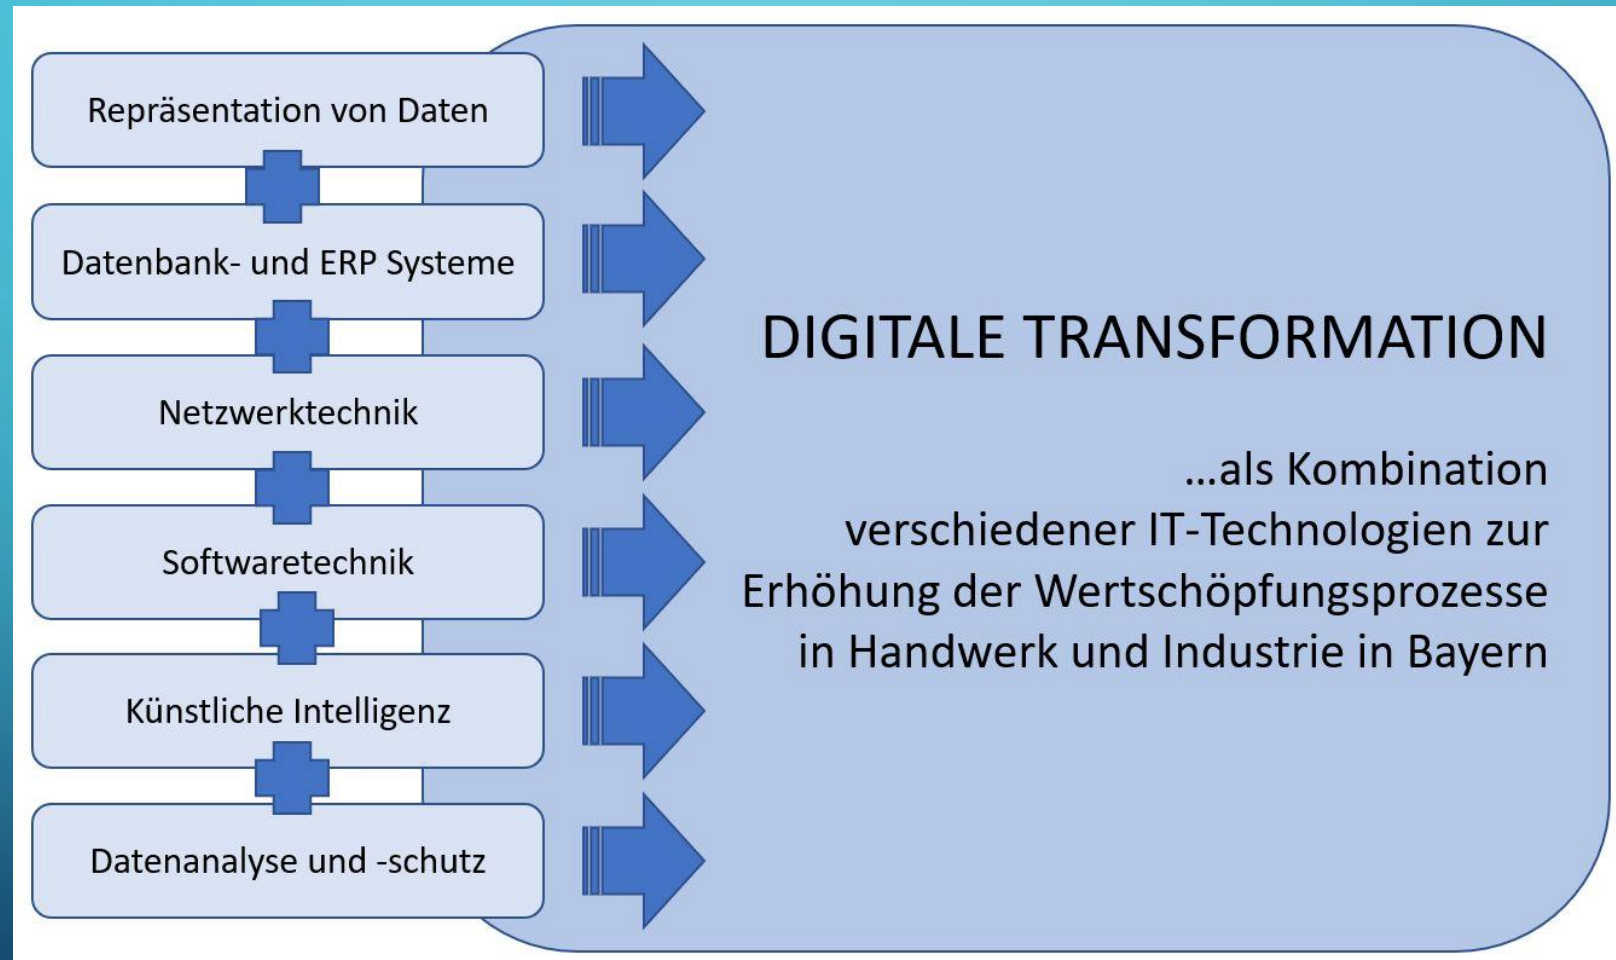 Repräsentation von Daten
Datenbank- und ERP Systeme
Netzwerktechnik
Softwaretechnik
Künstliche Intelligenz
Datenanalyse und -schutz
DIGITALE TRANSFORMATION
...als Kombination
verschiedener IT-Technologien zur
Erhöhung der Wertschöpfungsprozesse
in Handwerk und Industrie in Bayern